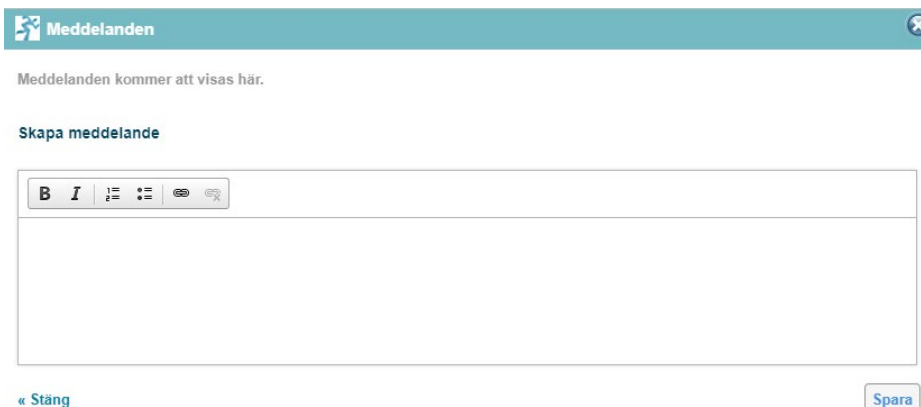 Meddelanden
Meddelanden kommer att visas här.
Skapa meddelande
B I
« Stäng
Spara